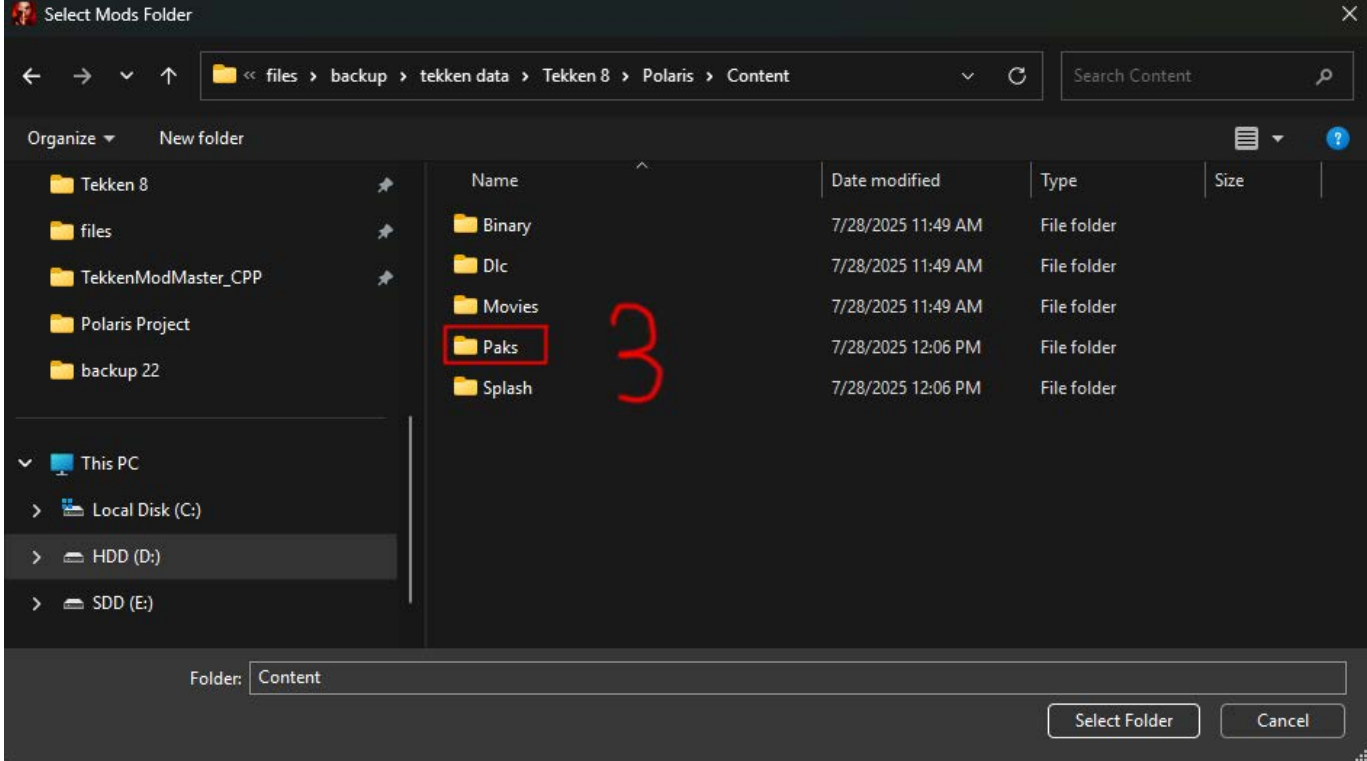 Select Mods Folder
« files > backup > tekken data > Tekken 8 > Polaris > Content
Search Content
Organize New folder
Name Date modified Type Size
Tekken 8
files
TekkenModMaster_CPP
Polaris Project
backup 22
This PC
Local Disk (C:)
HDD (D:)
SDD (E:)
Binary 7/28/2025 11:49 AM File folder
Dlc 7/28/2025 11:49 AM File folder
Movies 7/28/2025 11:49 AM File folder
Paks 7/28/2025 12:06 PM File folder
Splash 7/28/2025 12:06 PM File folder
3
Folder: Content
Select Folder Cancel